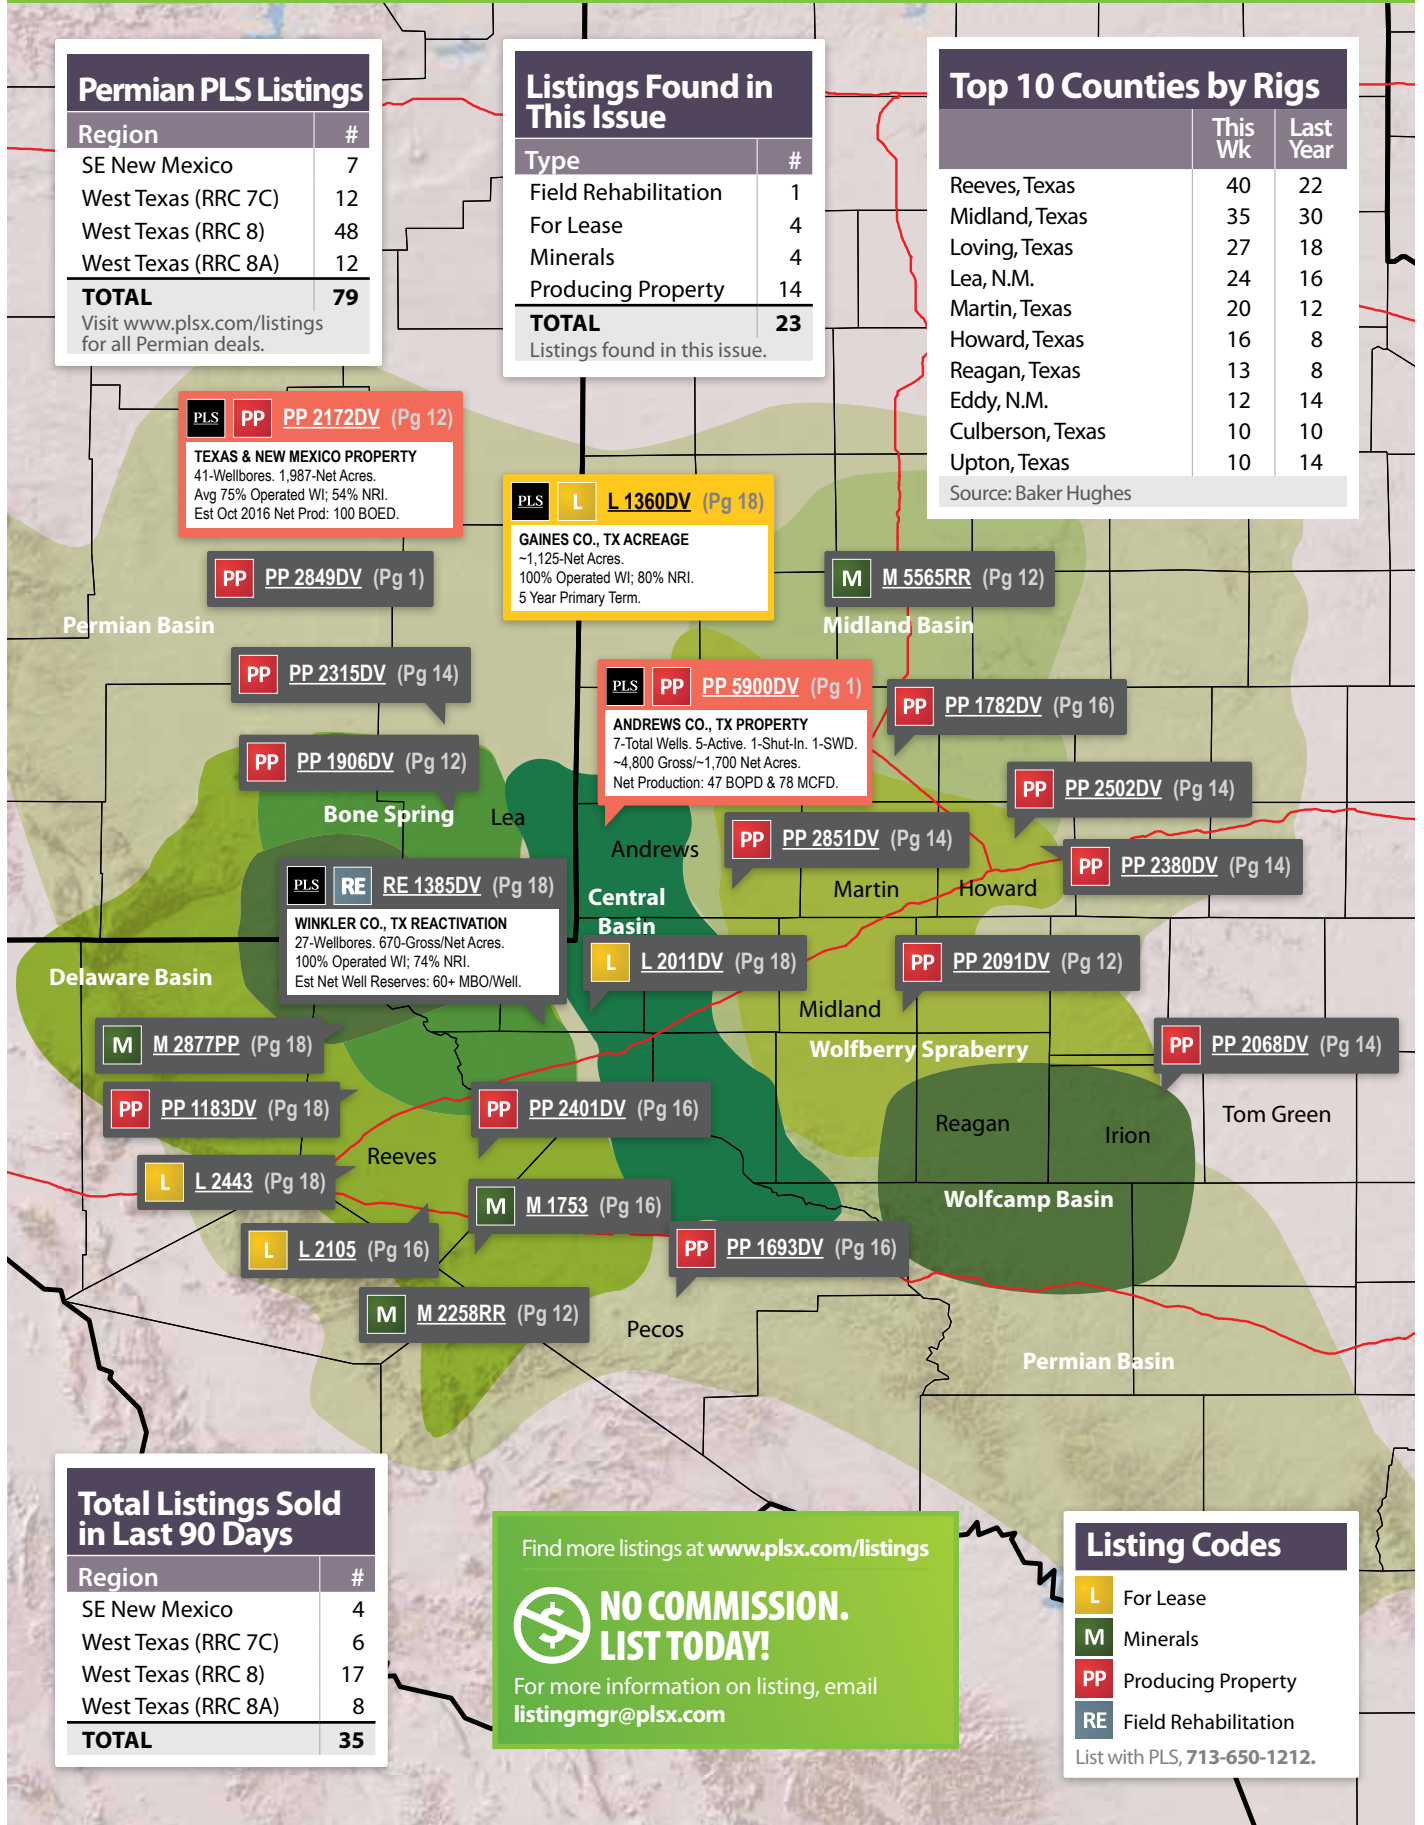 Permian PLS Listings
Region #
SE New Mexico 7
West Texas (RRC 7C) 12
West Texas (RRC 8) 48
West Texas (RRC 8A) 12
TOTAL 79
Visit www.plsx.com/listings
for all Permian deals.
Listings Found in
This Issue
Type #
Field Rehabilitation 1
For Lease 4
Minerals 4
Producing Property 14
TOTAL 23
Listings found in this issue.
Top 10 Counties by Rigs
This Wk Last Year
Reeves, Texas 40 22
Midland, Texas 35 30
Loving, Texas 27 18
Lea, N.M. 24 16
Martin, Texas 20 12
Howard, Texas 16 8
Reagan, Texas 13 8
Eddy, N.M. 12 14
Culberson, Texas 10 10
Upton, Texas 10 14
Source: Baker Hughes
PLS PP PP 2172DV (Pg 12)
TEXAS & NEW MEXICO PROPERTY
41-Wellbores. 1,987-Net Acres.
Avg 75% Operated WI; 54% NRI.
Est Oct 2016 Net Prod: 100 BOED.
PLS L L 1360DV (Pg 18)
GAINES CO., TX ACREAGE
~1,125-Net Acres.
100% Operated WI; 80% NRI.
5 Year Primary Term.
PP PP 2849DV (Pg 1)
M M 5565RR (Pg 12)
Permian Basin
Midland Basin
PP PP 2315DV (Pg 14)
PLS PP PP 5900DV (Pg 1)
ANDREWS CO., TX PROPERTY
7-Total Wells. 5-Active. 1-Shut-In. 1-SWD.
~4,800 Gross/~1,700 Net Acres.
Net Production: 47 BOPD & 78 MCFD.
PP PP 1782DV (Pg 16)
PP PP 1906DV (Pg 12)
PP PP 2502DV (Pg 14)
Bone Spring
Lea
Andrews
PP PP 2851DV (Pg 14)
PP PP 2380DV (Pg 14)
Martin
Howard
PLS RE RE 1385DV (Pg 18)
WINKLER CO., TX REACTIVATION
27-Wellbores. 670-Gross/Net Acres.
100% Operated WI; 74% NRI.
Est Net Well Reserves: 60+ MBO/Well.
Central
Basin
L L 2011DV (Pg 18)
PP PP 2091DV (Pg 12)
Delaware Basin
Midland
M M 2877PP (Pg 18)
Wolfberry Spraberry
PP PP 2068DV (Pg 14)
PP PP 1183DV (Pg 18)
PP PP 2401DV (Pg 16)
Reagan
Irion
Tom Green
Reeves
L L 2443 (Pg 18)
M M 1753 (Pg 16)
Wolfcamp Basin
L L 2105 (Pg 16)
PP PP 1693DV (Pg 16)
M M 2258RR (Pg 12)
Pecos
Permian Basin
Total Listings Sold
in Last 90 Days
Region #
SE New Mexico 4
West Texas (RRC 7C) 6
West Texas (RRC 8) 17
West Texas (RRC 8A) 8
TOTAL 35
Find more listings at www.plsx.com/listings
$ NO COMMISSION.
LIST TODAY!
For more information on listing, email
listingmgr@plsx.com
Listing Codes
L For Lease
M Minerals
PP Producing Property
RE Field Rehabilitation
List with PLS, 713-650-1212.